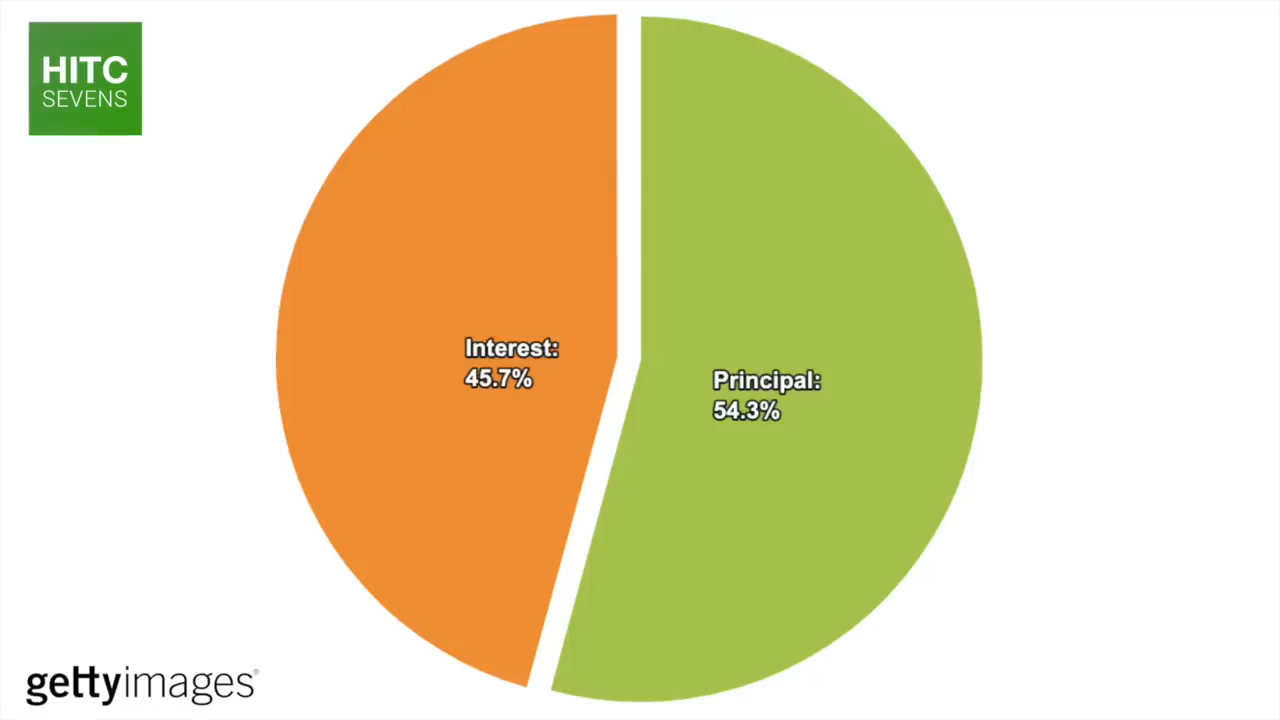 HITC
SEVENS
Interest:
45.7%
Principal:
54.3%
gettyimages®